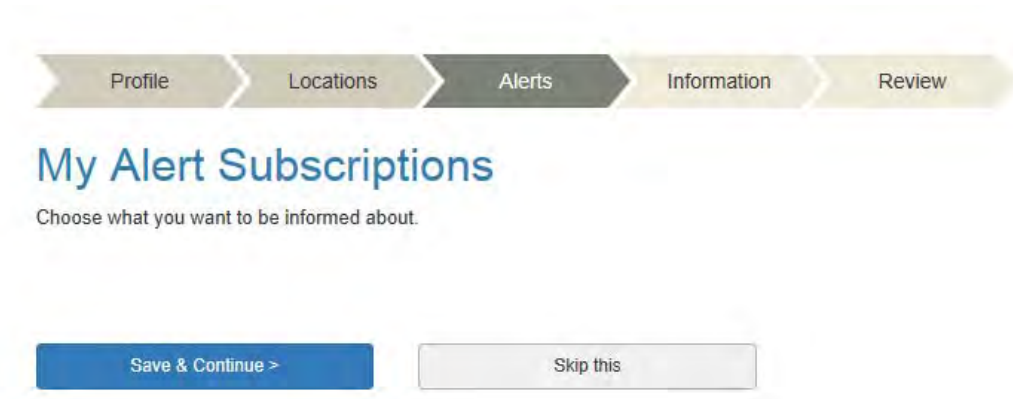 Profile Locations Alerts Information Review
My Alert Subscriptions
Choose what you want to be informed about.
Save & Continue > Skip this